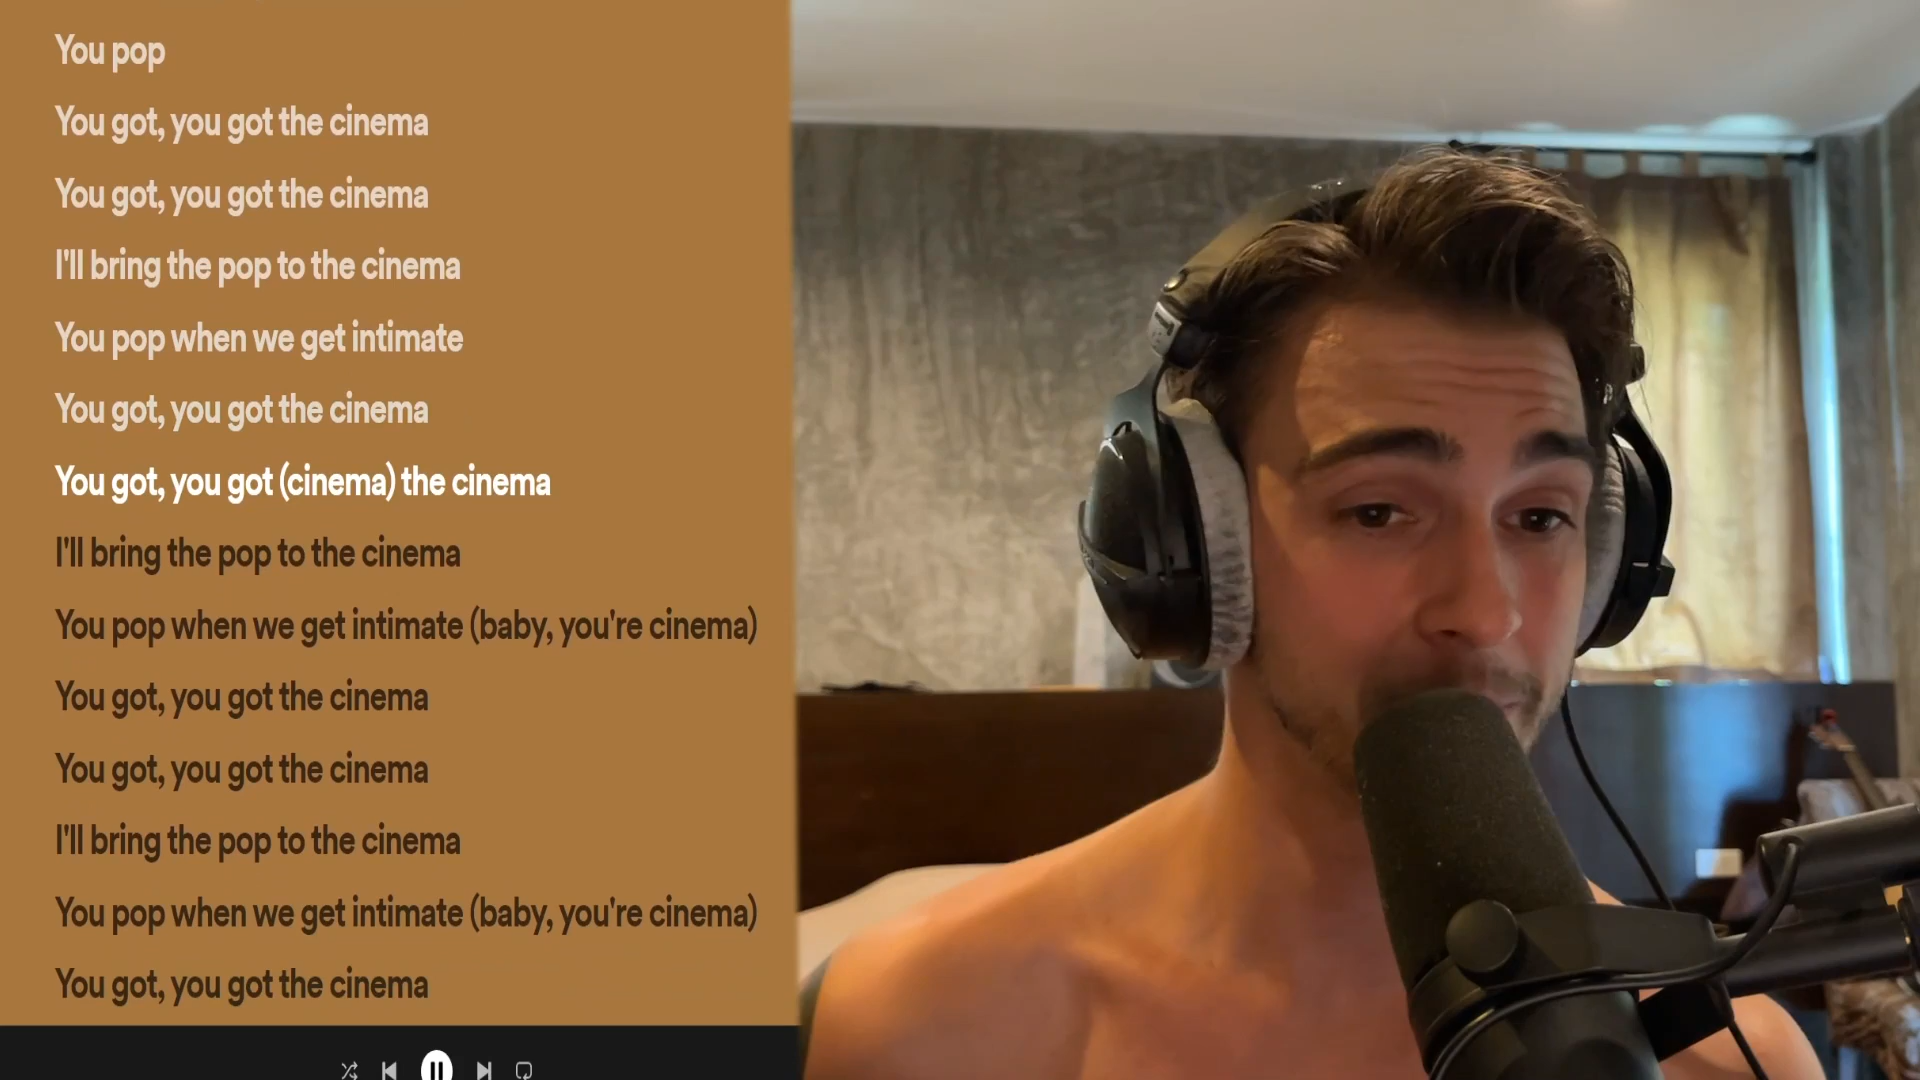 You pop
You got, you got the cinema
You got, you got the cinema
I'll bring the pop to the cinema
You pop when we get intimate
You got, you got the cinema
You got, you got (cinema) the cinema
I'll bring the pop to the cinema
You pop when we get intimate (baby, you're cinema)
You got, you got the cinema
You got, you got the cinema
I'll bring the pop to the cinema
You pop when we get intimate (baby, you're cinema)
You got, you got the cinema